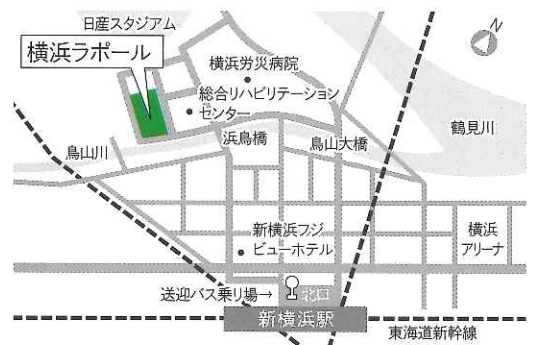 日産スタジアム
横浜ラポール
N
横浜労災病院
総合リハビリテーション
センター
浜鳥橋
鳥山大橋
鶴見川
鳥山川
新横浜フジ
ビューホテル
横浜
アリーナ
送迎バス乗り場→
北口
新横浜駅
東海道新幹線